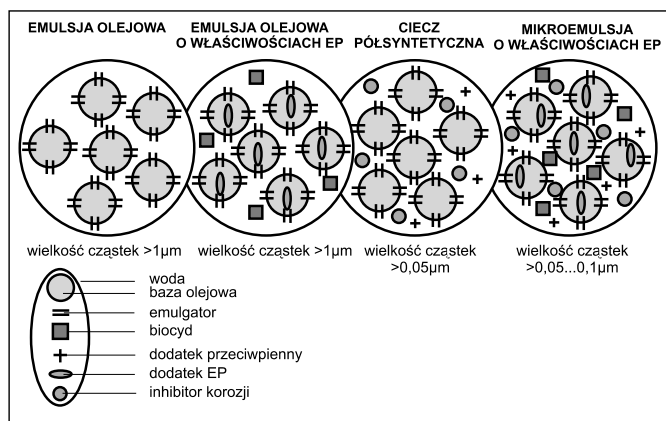 EMULSJA OLEJOWA
EMULSJA OLEJOWA
O WŁAŚCIWOŚCIACH EP
CIECZ
PÓŁSYNTETYCZNA
MIKROEMULSJA
O WŁAŚCIWOŚCIACH EP
wielkość cząstek >1µm
wielkość cząstek >1µm
wielkość cząstek
>0,05µm
wielkość cząstek
>0,05...0,1µm
woda
baza olejowa
emulgator
biocyd
dodatek przeciwpienny
dodatek EP
inhibitor korozji